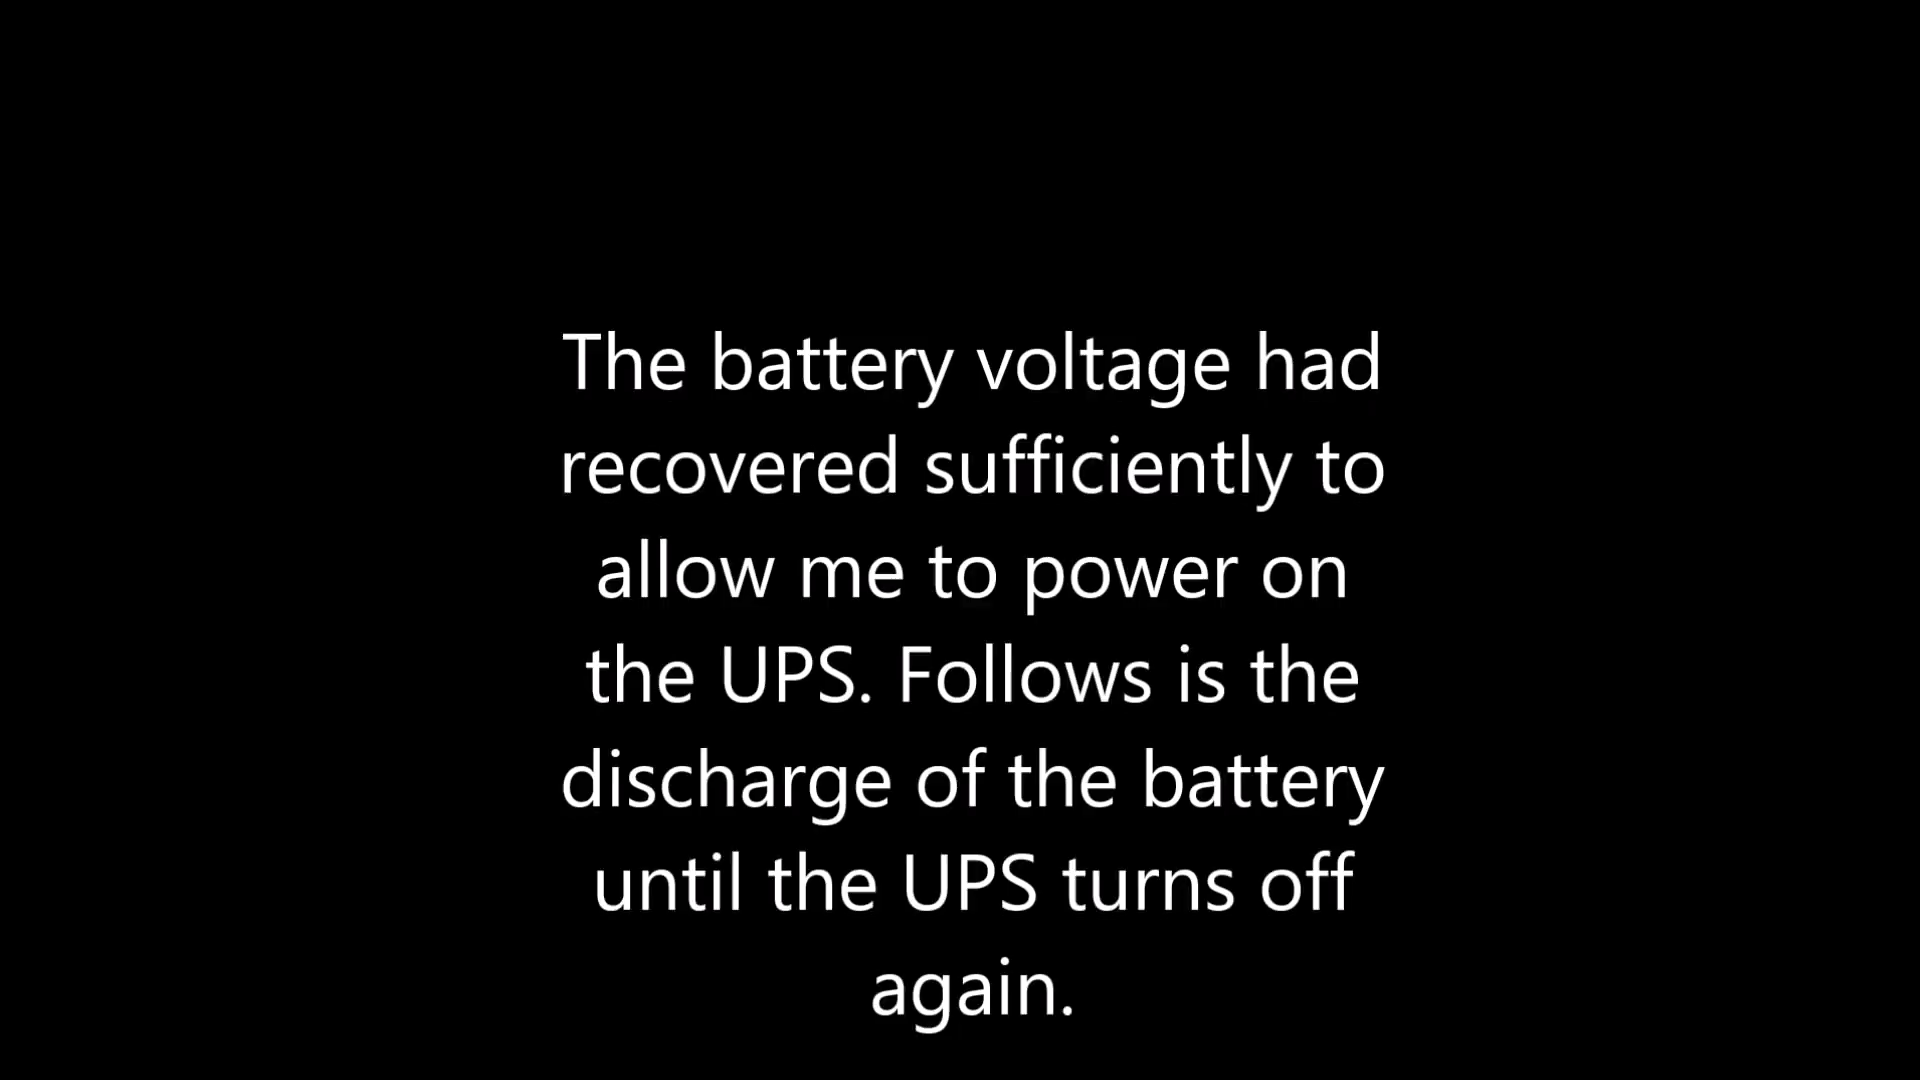 The battery voltage had
recovered sufficiently to
allow me to power on
the UPS. Follows is the
discharge of the battery
until the UPS turns off
again.